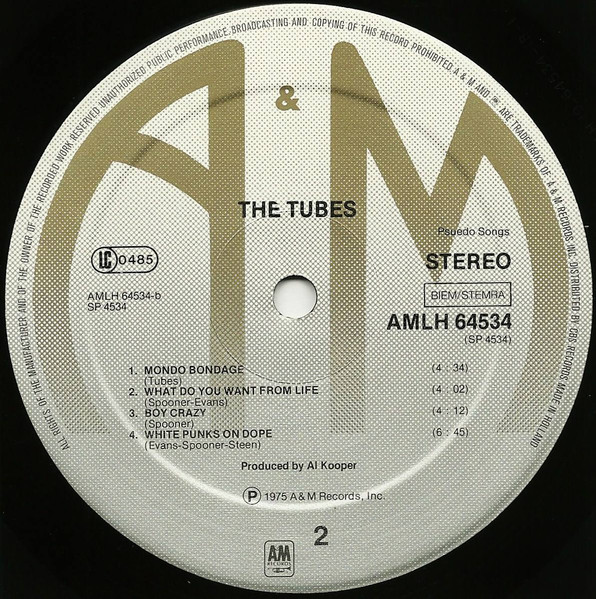 ALL RIGHTS OF THE MANUFACTURER AND OF THE OWNER OF THE RECORDED WORK RESERVED. UNAUTHORIZED PUBLIC PERFORMANCE, BROADCASTING AND COPYING OF THIS RECORD PROHIBITED A & M AND ARE TRADEMARKS OF A & M RECORDS INC. DISTRIBUTED BY CBS RECORDS MADE IN HOLLAND
A & M
THE TUBES
Psuedo Songs
LC 0485
STEREO
BIEM/STEMRA
AMLH 64534-b
SP 4534
AMLH 64534
(SP 4534)
1. MONDO BONDAGE (4 : 34)
(Tubes)
2. WHAT DO YOU WANT FROM LIFE (4 : 02)
(Spooner-Evans)
3. BOY CRAZY (4 : 12)
(Spooner)
4. WHITE PUNKS ON DOPE (6 : 45)
(Evans-Spooner-Steen)
Produced by Al Kooper
P 1975 A & M Records, Inc.
2
A&M
RECORDS